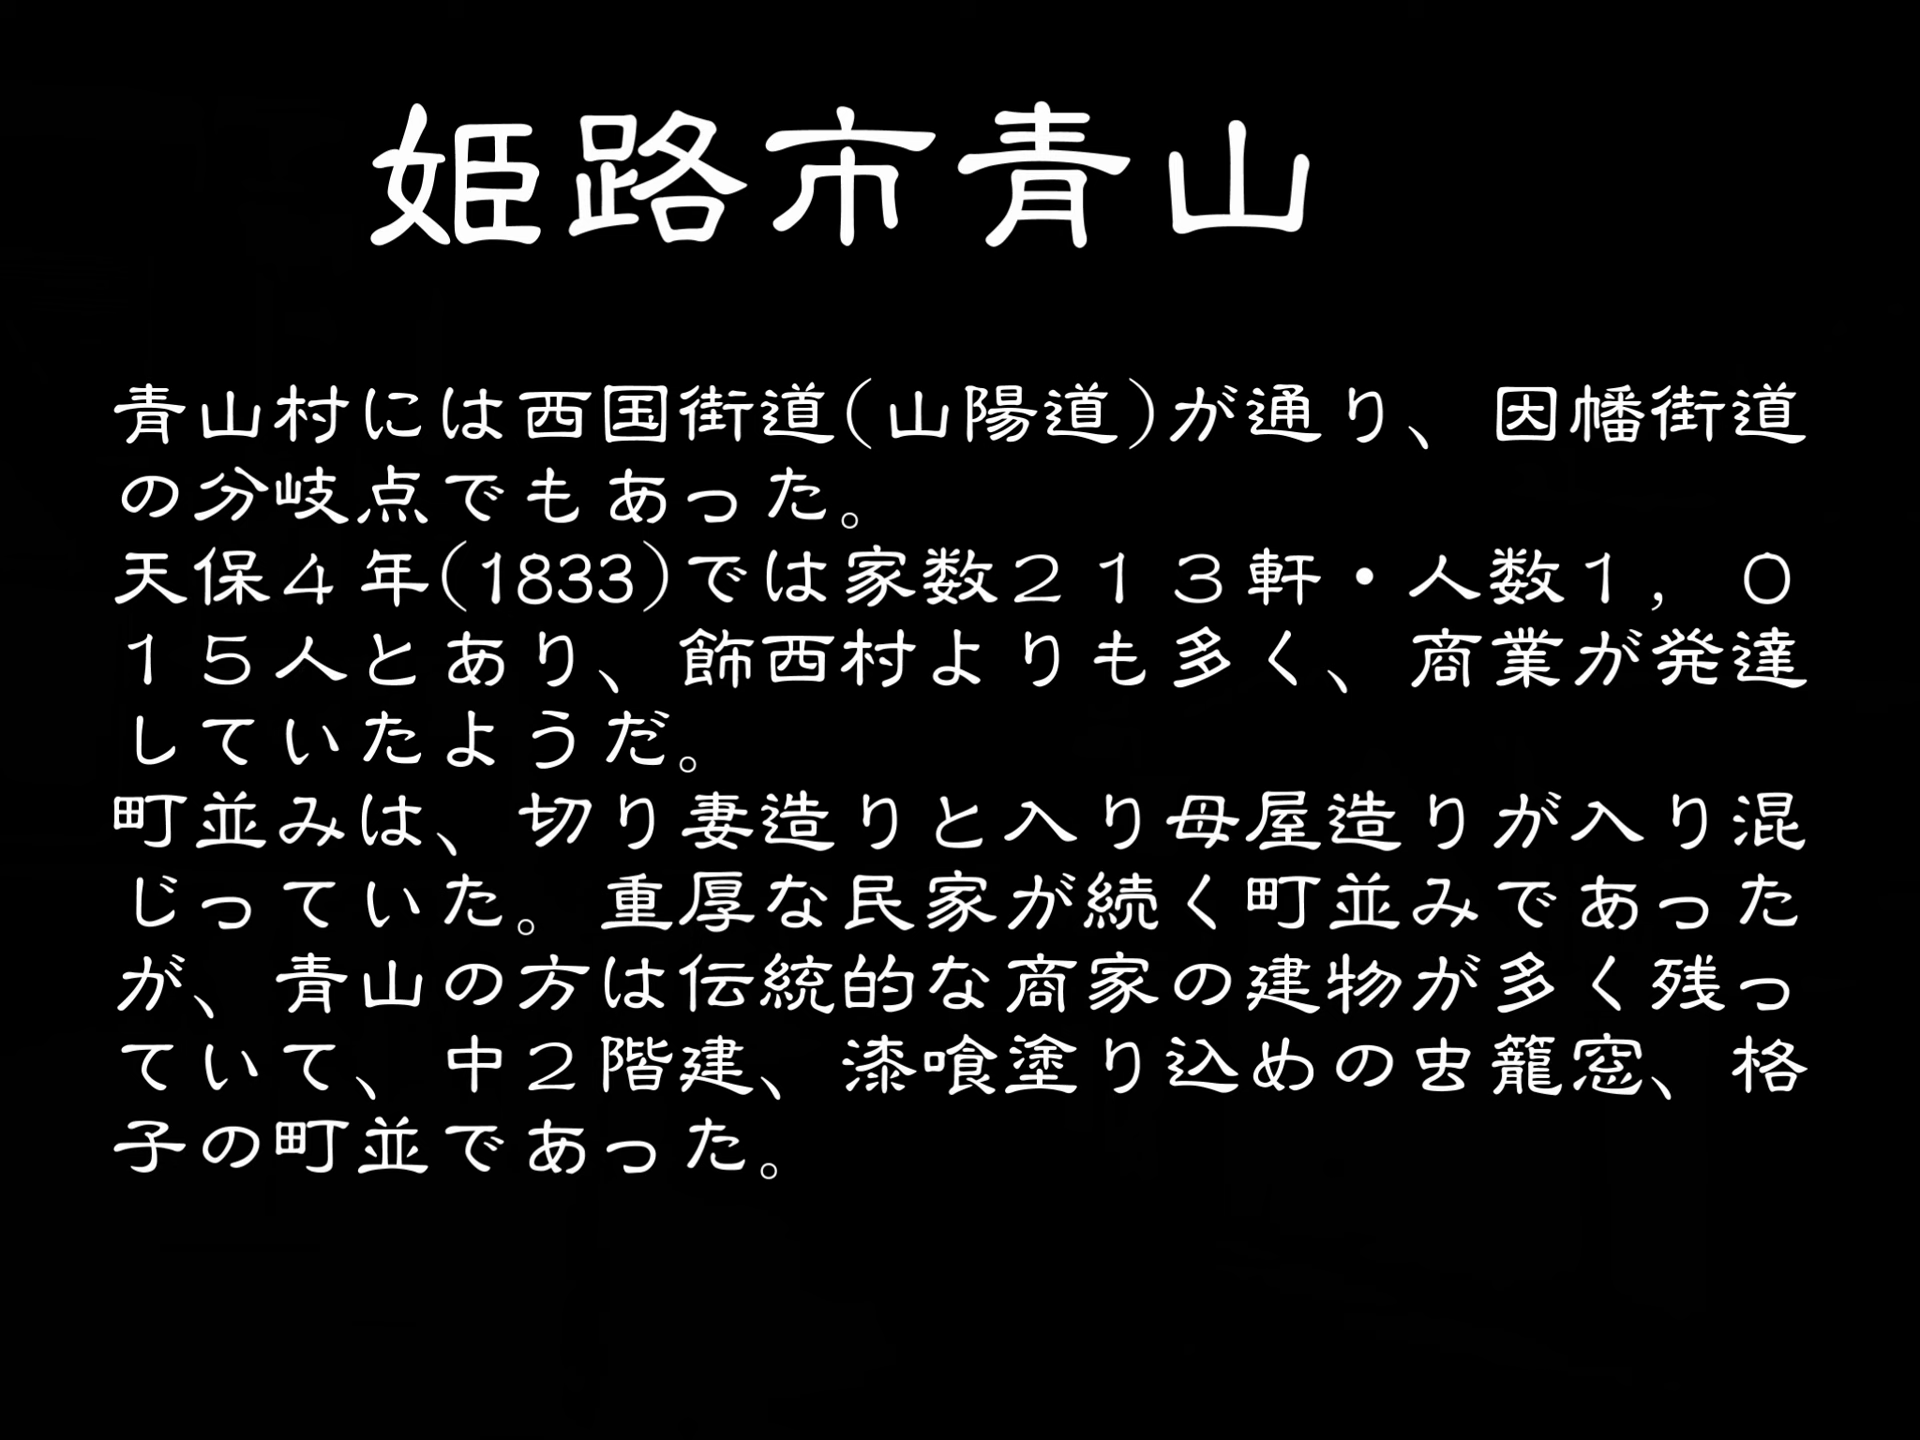 姫路市青山
青山村には西国街道(山陽道)が通り、因幡街道
の分岐点でもあった。
天保４年(1833)では家数２１３軒・人数１，０
１５人とあり、飾西村よりも多く、商業が発達
していたようだ。
町並みは、切り妻造りと入り母屋造りが入り混
じっていた。重厚な民家が続く町並みであった
が、青山の方は伝統的な商家の建物が多く残っ
ていて、中２階建、漆喰塗り込めの虫籠窓、格
子の町並であった。